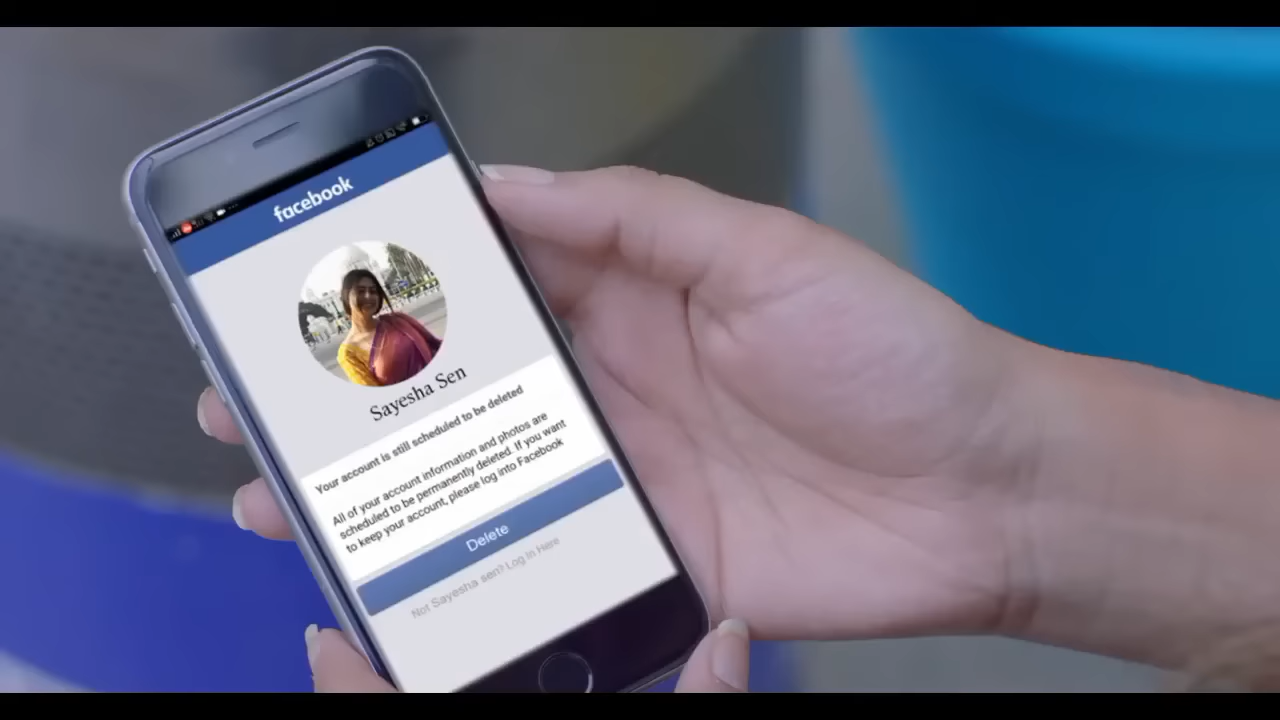 facebook
Sayesha Sen
Your account is still scheduled to be deleted
All of your account information and photos are
scheduled to be permanently deleted. If you want
to keep your account, please log into Facebook
Delete
Not Sayesha sen? Log In Here